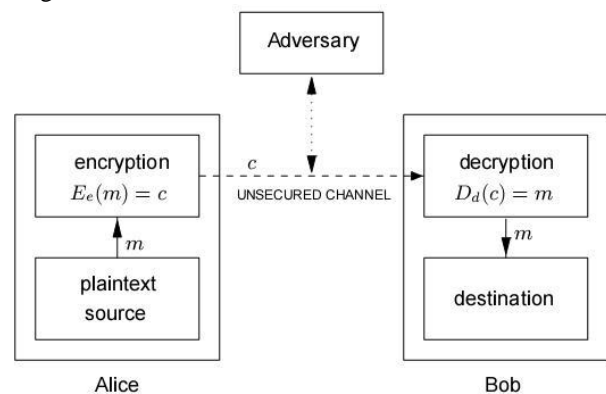 Adversary
encryption
E_e(m) = c
c
UNSECURED CHANNEL
decryption
D_d(c) = m
m
m
plaintext
source
destination
Alice
Bob